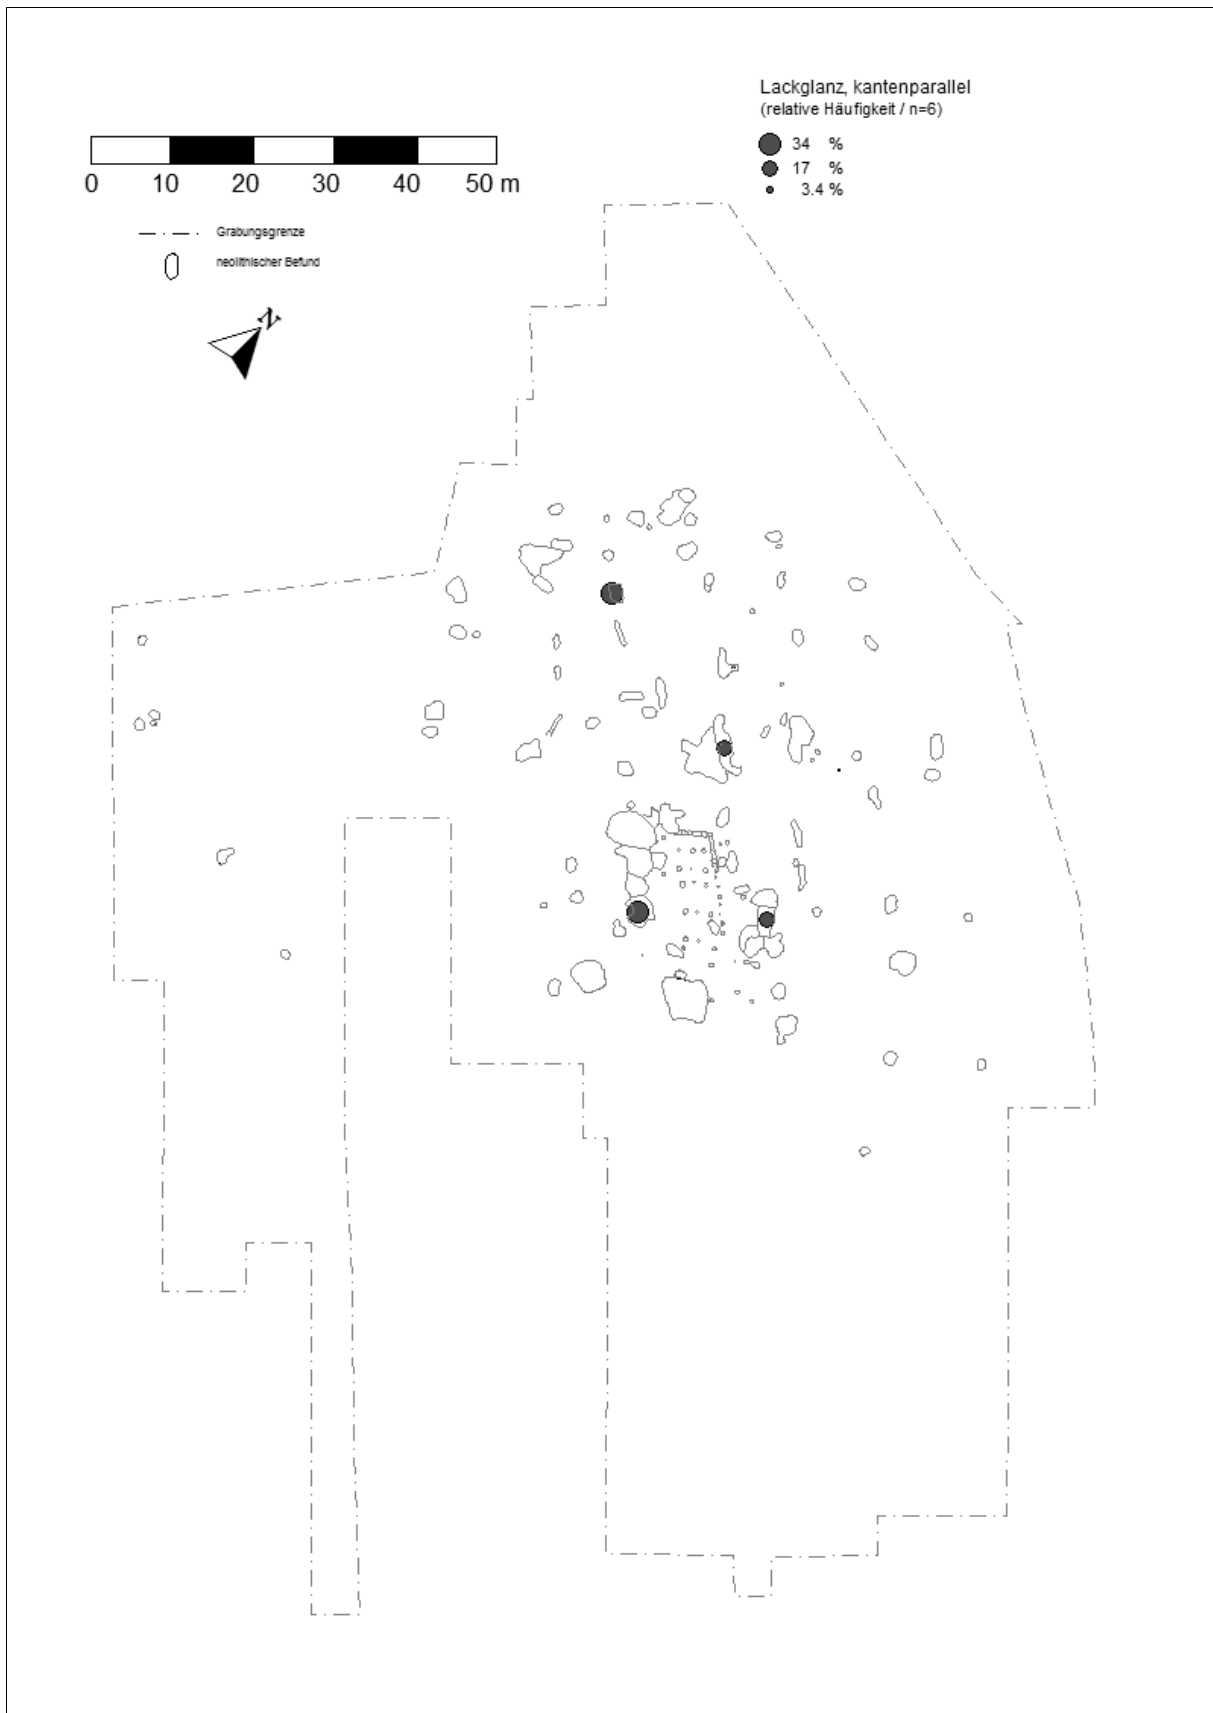 Lackglanz, kantenparallel
(relative Häufigkeit / n=6)
34 %
17 %
3.4 %
0 10 20 30 40 50 m
Grabungsgrenze
neolithischer Befund
N